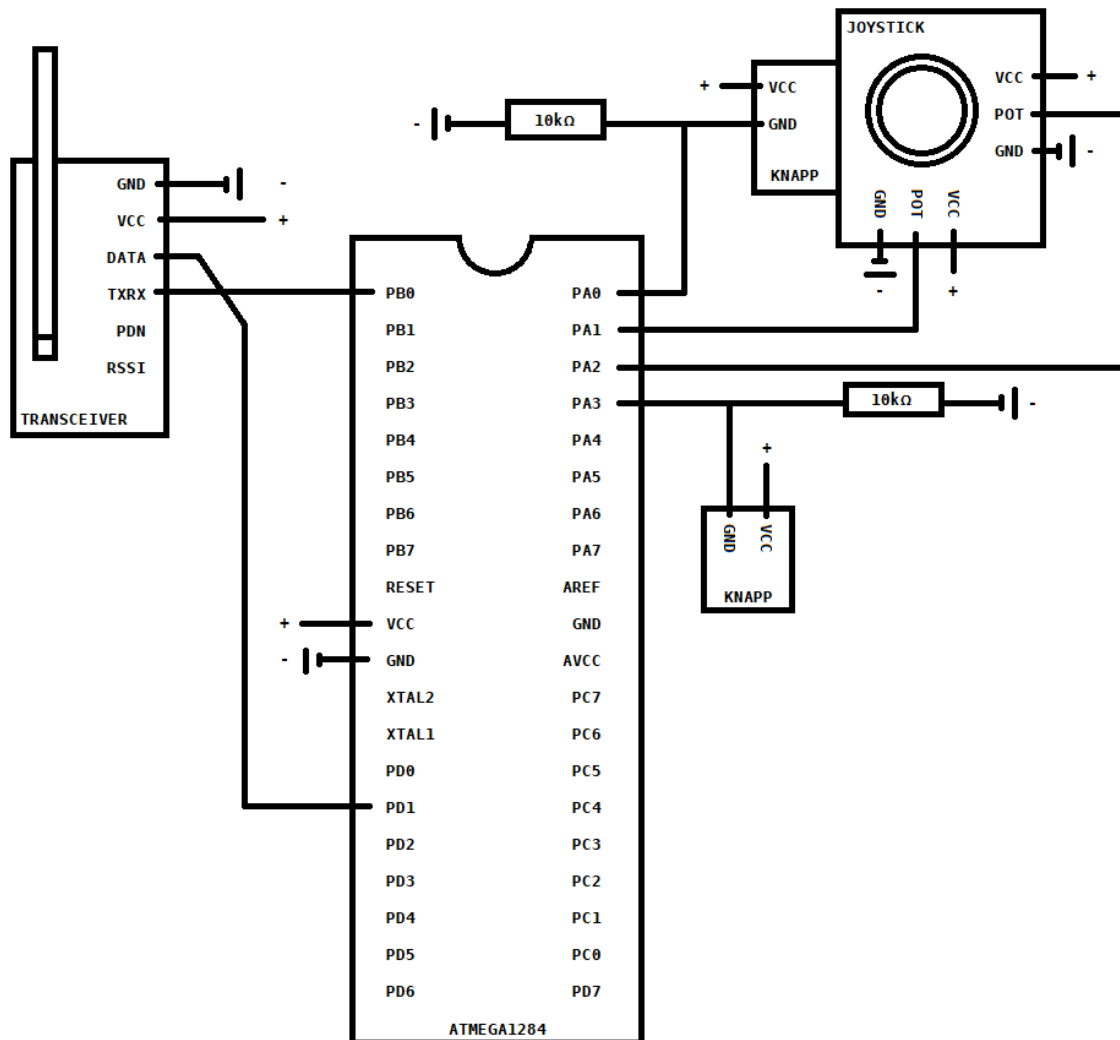 JOYSTICK
VCC +
POT
GND -
GND
POT
VCC
-
+
+ VCC
GND
KNAPP
- 10kΩ
GND -
VCC +
DATA
TXRX
PDN
RSSI
TRANSCEIVER
PB0 PA0
PB1 PA1
PB2 PA2
PB3 PA3
PB4 PA4
PB5 PA5
PB6 PA6
PB7 PA7
RESET AREF
+ VCC GND
- GND AVCC
XTAL2 PC7
XTAL1 PC6
PD0 PC5
PD1 PC4
PD2 PC3
PD3 PC2
PD4 PC1
PD5 PC0
PD6 PD7
ATMEGA1284
10kΩ -
+
GND
VCC
KNAPP